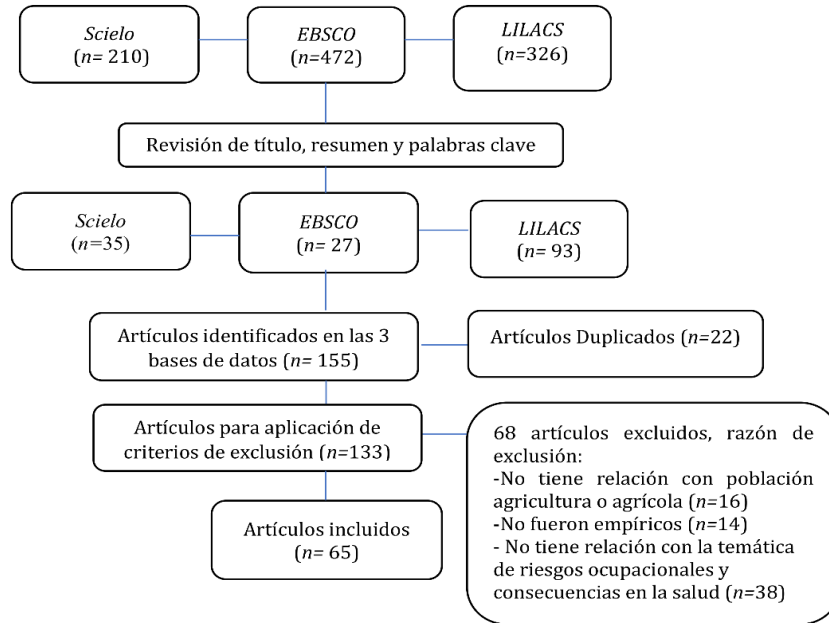 Scielo
(n= 210)
EBSCO
(n=472)
LILACS
(n=326)
Revisión de título, resumen y palabras clave
Scielo
(n=35)
EBSCO
(n= 27)
LILACS
(n= 93)
Artículos identificados en las 3
bases de datos (n= 155)
Artículos Duplicados (n=22)
Artículos para aplicación de
criterios de exclusión (n=133)
68 artículos excluidos, razón de
exclusión:
-No tiene relación con población
agricultura o agrícola (n=16)
-No fueron empíricos (n=14)
- No tiene relación con la temática
de riesgos ocupacionales y
consecuencias en la salud (n=38)
Artículos incluidos
(n= 65)